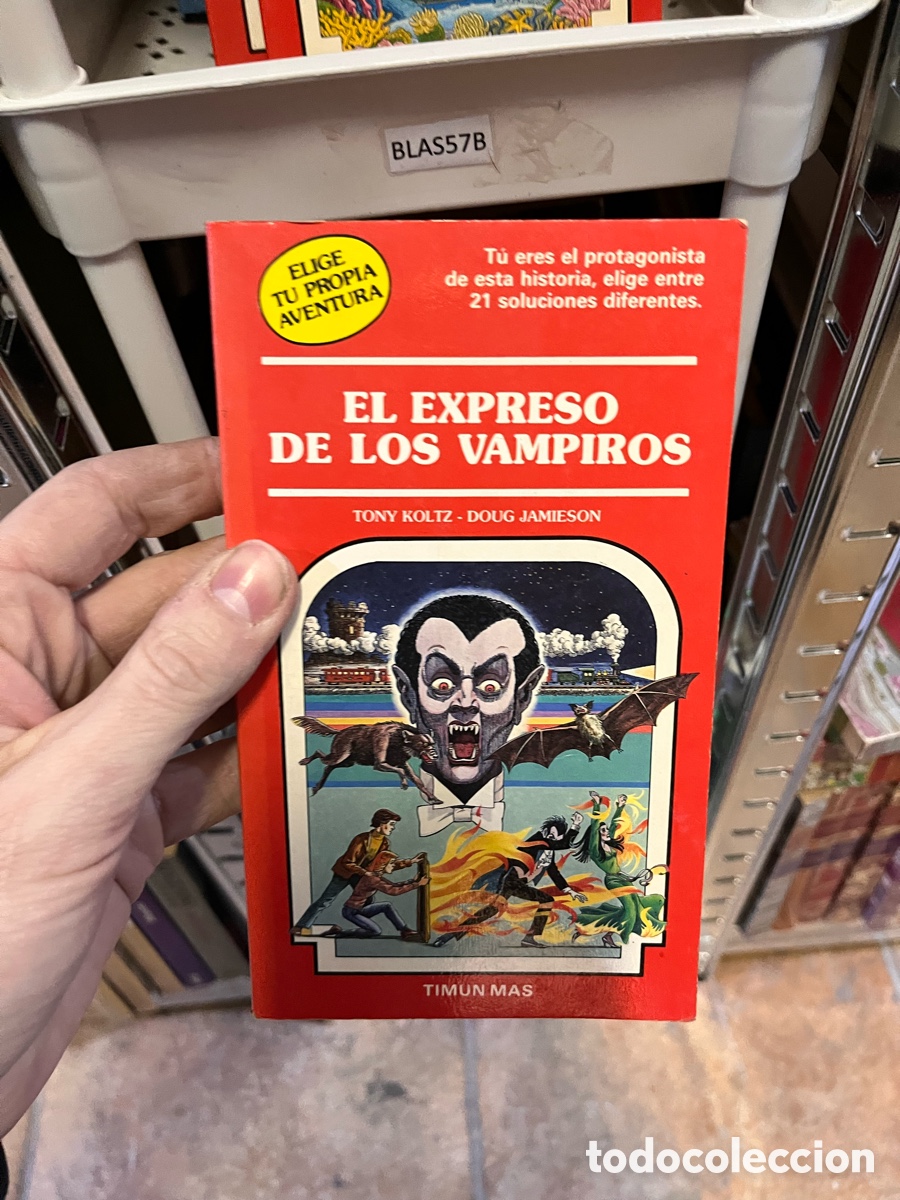 BLAS57B
ELIGE
TU PROPIA
AVENTURA
Tú eres el protagonista
de esta historia, elige entre
21 soluciones diferentes.
EL EXPRESO
DE LOS VAMPIROS
TONY KOLTZ - DOUG JAMIESON
TIMUN MAS
todocoleccion